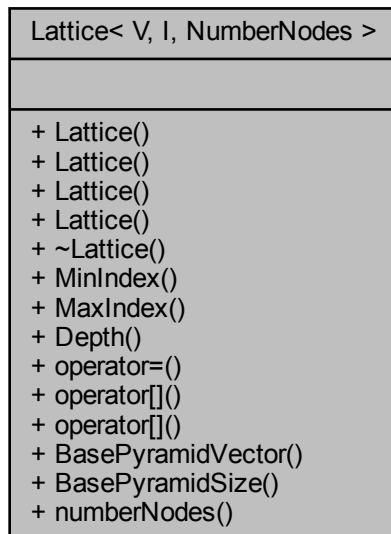 Lattice< V, I, NumberNodes >
+ Lattice()
+ Lattice()
+ Lattice()
+ Lattice()
+ ~Lattice()
+ MinIndex()
+ MaxIndex()
+ Depth()
+ operator=()
+ operator[]()
+ operator[]()
+ BasePyramidVector()
+ BasePyramidSize()
+ numberNodes()